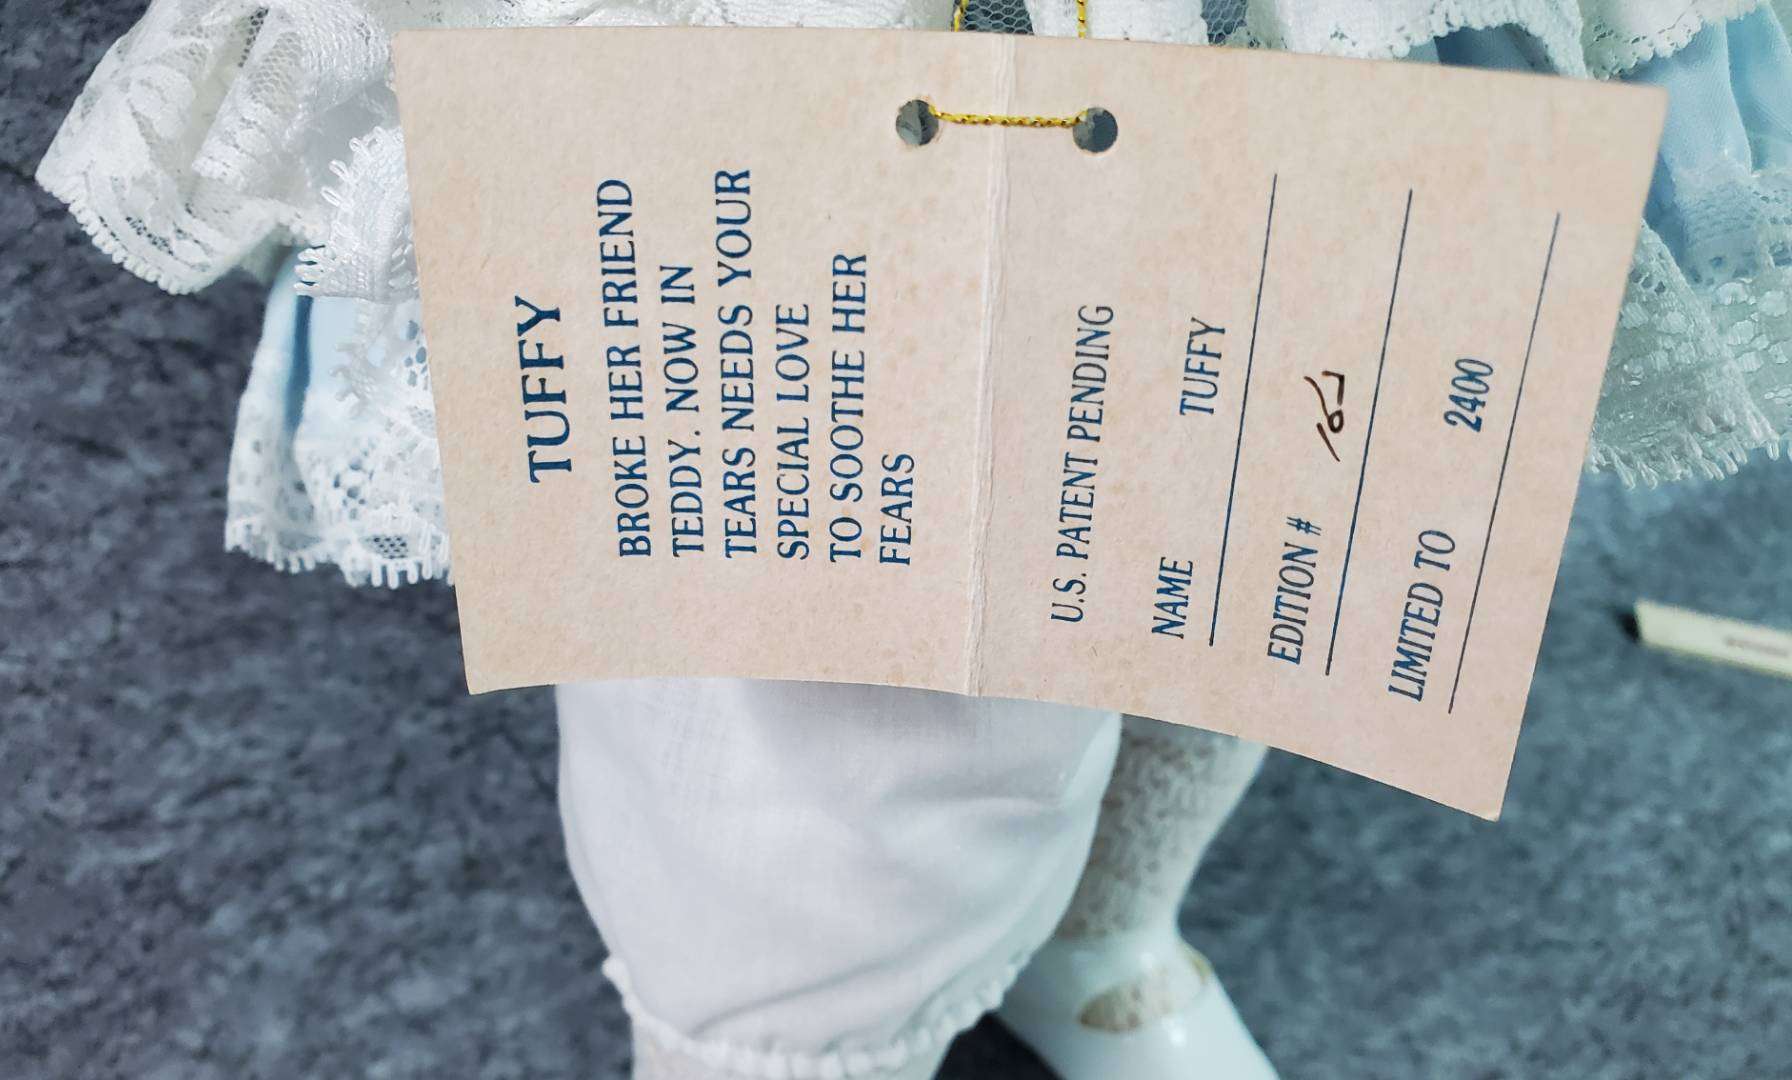 TUFFY
BROKE HER FRIEND
TEDDY. NOW IN
TEARS NEEDS YOUR
SPECIAL LOVE
TO SOOTHE HER
FEARS
U.S. PATENT PENDING
NAME TUFFY
EDITION #
LIMITED TO 2400